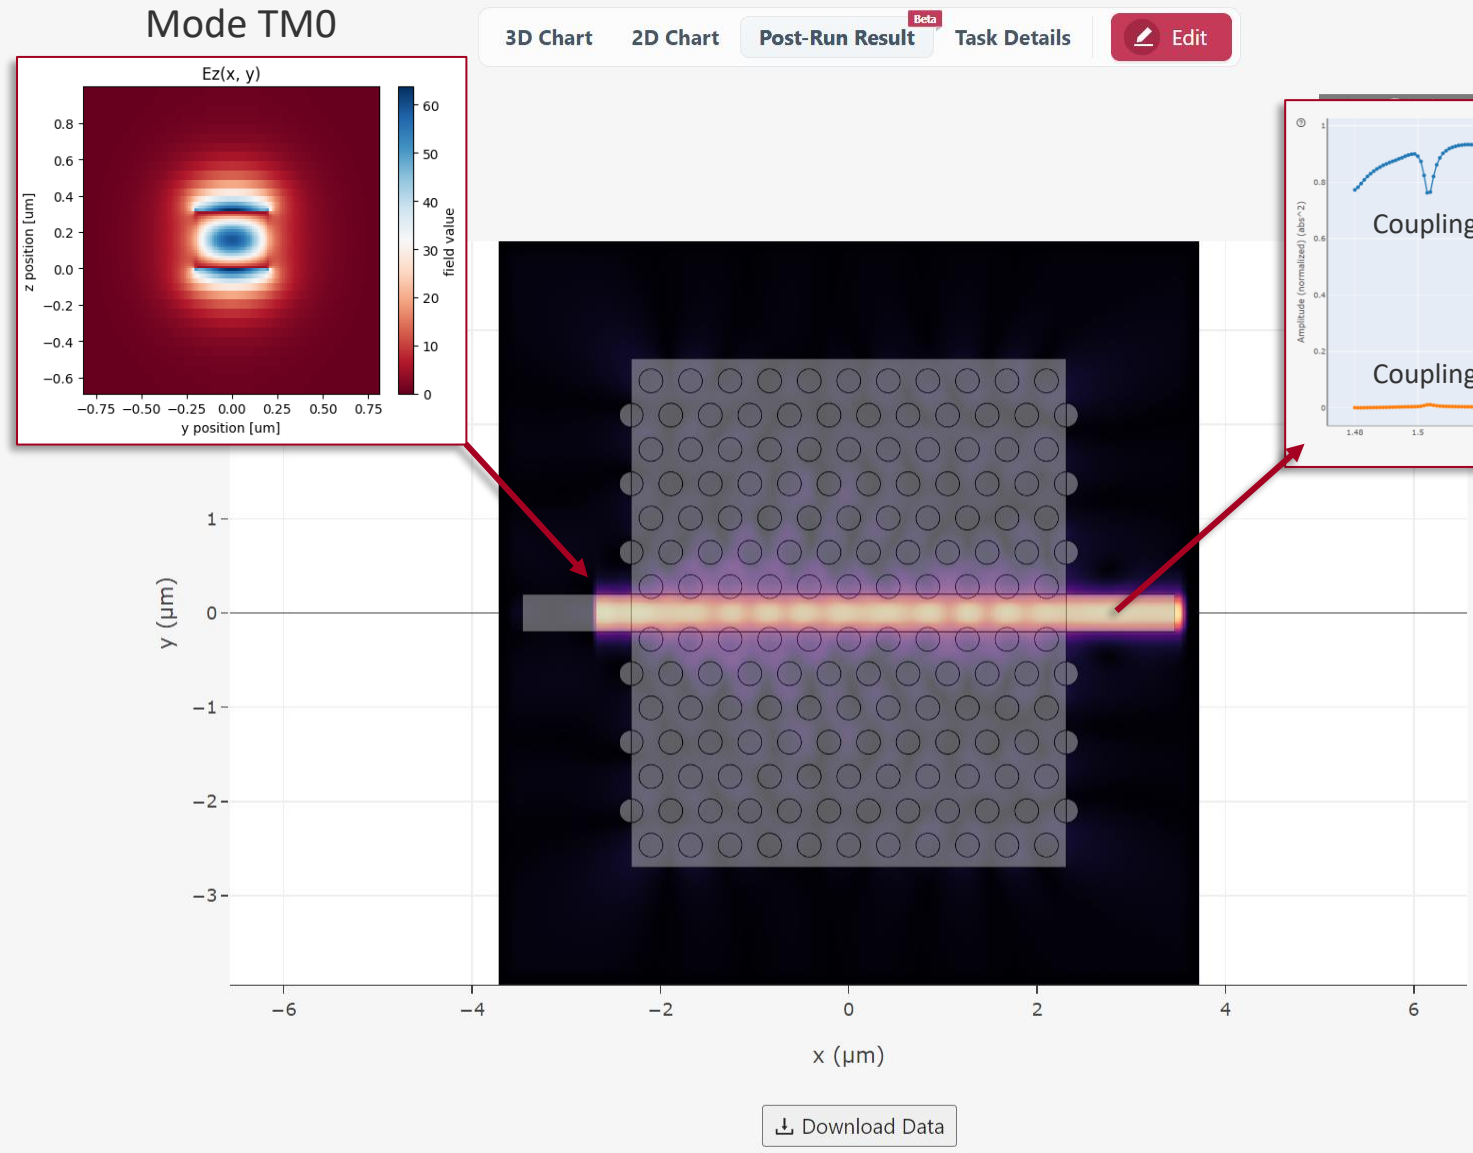 Mode TM0
3D Chart
2D Chart
Post-Run Result
Beta
Task Details
Edit
Ez(x, y)
0.8
0.6
0.4
0.2
0.0
−0.2
−0.4
−0.6
z position [um]
−0.75 −0.50 −0.25 0.00 0.25 0.50 0.75
y position [um]
60
50
40
30
20
10
0
field value
1
0.8
0.6
0.4
0.2
0
Amplitude (normalized) (abs^2)
Coupling
Coupling
1.48 1.5
1
0
−1
−2
−3
y (μm)
−6 −4 −2 0 2 4 6
x (μm)
Download Data